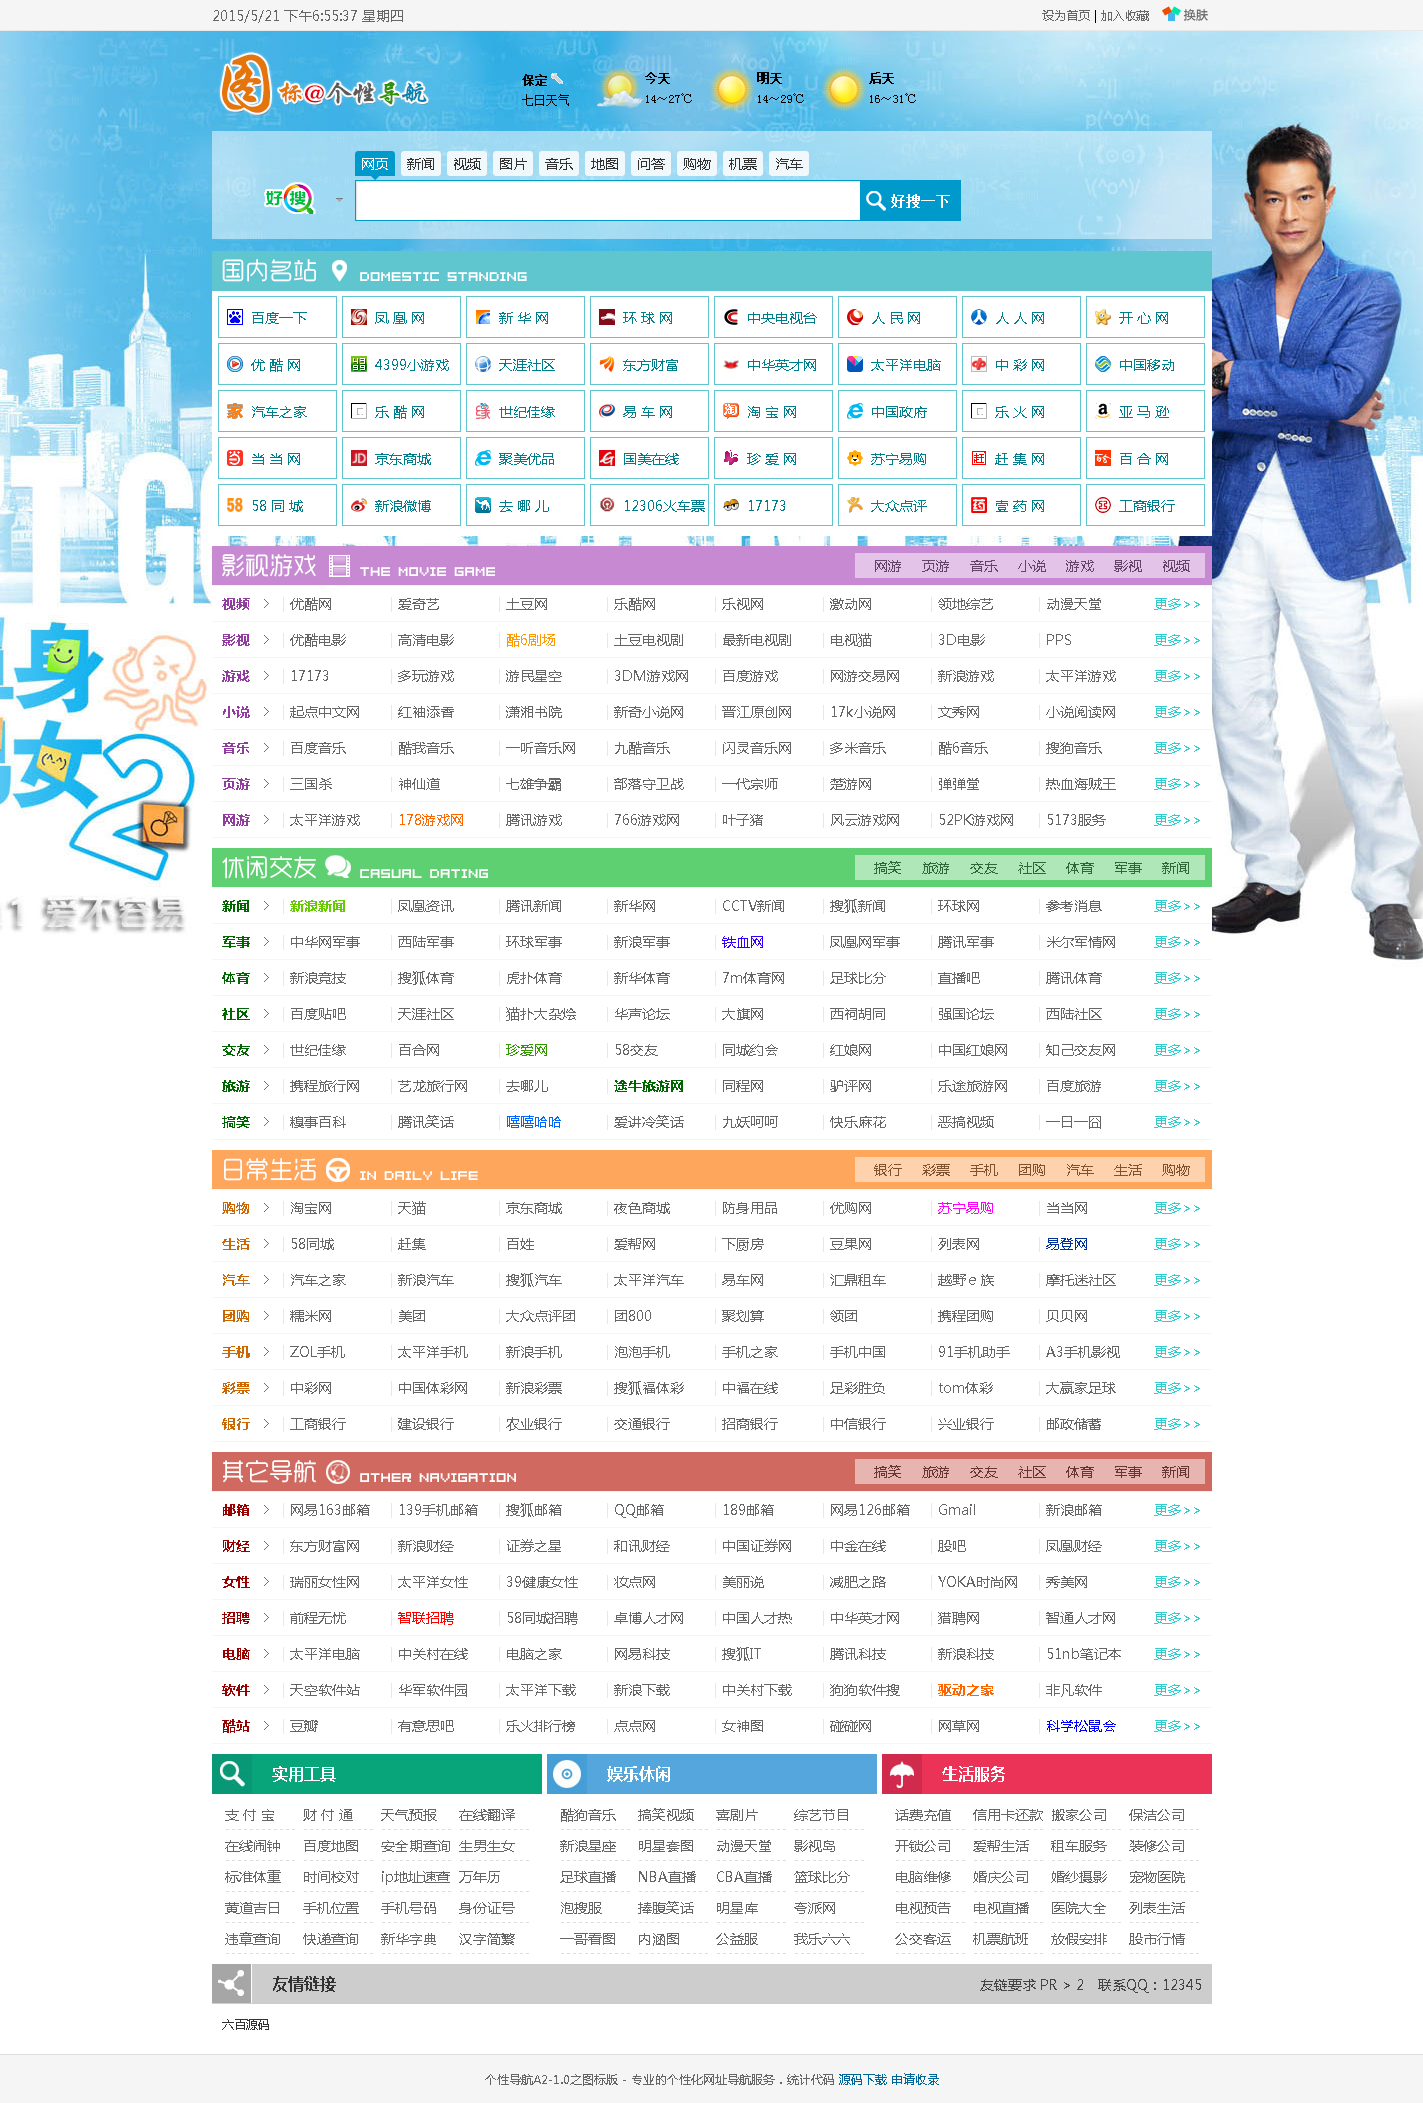 2015/5/21 下午6:55:37 星期四 设为首页 | 加入收藏 换肤
图标@个性导航
保定 今天 明天 后天
七日天气 14~27℃ 14~29℃ 16~31℃
网页 新闻 视频 图片 音乐 地图 问答 购物 机票 汽车
好搜 好搜一下
国内名站 DOMESTIC STANDING
百度一下 凤 凰 网 新 华 网 环 球 网 中央电视台 人 民 网 人 人 网 开 心 网
优 酷 网 4399小游戏 天涯社区 东方财富 中华英才网 太平洋电脑 中 彩 网 中国移动
汽车之家 乐 酷 网 世纪佳缘 易 车 网 淘 宝 网 中国政府 乐 火 网 亚 马 逊
当 当 网 京东商城 聚美优品 国美在线 珍 爱 网 苏宁易购 赶 集 网 百 合 网
58 同 城 新浪微博 去 哪 儿 12306火车票 17173 大众点评 壹 药 网 工商银行
影视游戏 THE MOVIE GAME 网游 页游 音乐 小说 游戏 影视 视频
视频 > 优酷网 爱奇艺 土豆网 乐酷网 乐视网 激动网 领地综艺 动漫天堂 更多>>
影视 > 优酷电影 高清电影 酷6剧场 土豆电视剧 最新电视剧 电视猫 3D电影 PPS 更多>>
游戏 > 17173 多玩游戏 游民星空 3DM游戏网 百度游戏 网游交易网 新浪游戏 太平洋游戏 更多>>
小说 > 起点中文网 红袖添香 潇湘书院 新奇小说网 晋江原创网 17k小说网 文秀网 小说阅读网 更多>>
音乐 > 百度音乐 酷我音乐 一听音乐网 九酷音乐 闪灵音乐网 多米音乐 酷6音乐 搜狗音乐 更多>>
页游 > 三国杀 神仙道 七雄争霸 部落守卫战 一代宗师 楚游网 弹弹堂 热血海贼王 更多>>
网游 > 太平洋游戏 178游戏网 腾讯游戏 766游戏网 叶子猪 风云游戏网 52PK游戏网 5173服务 更多>>
休闲交友 CASUAL DATING 搞笑 旅游 交友 社区 体育 军事 新闻
新闻 > 新浪新闻 凤凰资讯 腾讯新闻 新华网 CCTV新闻 搜狐新闻 环球网 参考消息 更多>>
军事 > 中华网军事 西陆军事 环球军事 新浪军事 铁血网 凤凰网军事 腾讯军事 米尔军情网 更多>>
体育 > 新浪竞技 搜狐体育 虎扑体育 新华体育 7m体育网 足球比分 直播吧 腾讯体育 更多>>
社区 > 百度贴吧 天涯社区 猫扑大杂烩 华声论坛 大旗网 西祠胡同 强国论坛 西陆社区 更多>>
交友 > 世纪佳缘 百合网 珍爱网 58交友 同城约会 红娘网 中国红娘网 知己交友网 更多>>
旅游 > 携程旅行网 艺龙旅行网 去哪儿 途牛旅游网 同程网 驴评网 乐途旅游网 百度旅游 更多>>
搞笑 > 糗事百科 腾讯笑话 嘻嘻哈哈 爱讲冷笑话 九妖呵呵 快乐麻花 恶搞视频 一日一囧 更多>>
日常生活 IN DAILY LIFE 银行 彩票 手机 团购 汽车 生活 购物
购物 > 淘宝网 天猫 京东商城 夜色商城 防身用品 优购网 苏宁易购 当当网 更多>>
生活 > 58同城 赶集 百姓 爱帮网 下厨房 豆果网 列表网 易登网 更多>>
汽车 > 汽车之家 新浪汽车 搜狐汽车 太平洋汽车 易车网 汇鼎租车 越野 e 族 摩托迷社区 更多>>
团购 > 糯米网 美团 大众点评团 团800 聚划算 领团 携程团购 贝贝网 更多>>
手机 > ZOL手机 太平洋手机 新浪手机 泡泡手机 手机之家 手机中国 91手机助手 A3手机影视 更多>>
彩票 > 中彩网 中国体彩网 新浪彩票 搜狐福体彩 中福在线 足彩胜负 tom体彩 大赢家足球 更多>>
银行 > 工商银行 建设银行 农业银行 交通银行 招商银行 中信银行 兴业银行 邮政储蓄 更多>>
其它导航 OTHER NAVIGATION 搞笑 旅游 交友 社区 体育 军事 新闻
邮箱 > 网易163邮箱 139手机邮箱 搜狐邮箱 QQ邮箱 189邮箱 网易126邮箱 Gmail 新浪邮箱 更多>>
财经 > 东方财富网 新浪财经 证券之星 和讯财经 中国证券网 中金在线 股吧 凤凰财经 更多>>
女性 > 瑞丽女性网 太平洋女性 39健康女性 妆点网 美丽说 减肥之路 YOKA时尚网 秀美网 更多>>
招聘 > 前程无忧 智联招聘 58同城招聘 卓博人才网 中国人才热 中华英才网 猎聘网 智通人才网 更多>>
电脑 > 太平洋电脑 中关村在线 电脑之家 网易科技 搜狐IT 腾讯科技 新浪科技 51nb笔记本 更多>>
软件 > 天空软件站 华军软件园 太平洋下载 新浪下载 中关村下载 狗狗软件搜 驱动之家 非凡软件 更多>>
酷站 > 豆瓣 有意思吧 乐火排行榜 点点网 女神图 碰碰网 网草网 科学松鼠会 更多>>
实用工具 娱乐休闲 生活服务
支 付 宝 财 付 通 天气预报 在线翻译 酷狗音乐 搞笑视频 喜剧片 综艺节目 话费充值 信用卡还款 搬家公司 保洁公司
在线闹钟 百度地图 安全期查询 生男生女 新浪星座 明星套图 动漫天堂 影视岛 开锁公司 爱帮生活 租车服务 装修公司
标准体重 时间校对 ip地址速查 万年历 足球直播 NBA直播 CBA直播 篮球比分 电脑维修 婚庆公司 婚纱摄影 宠物医院
黄道吉日 手机位置 手机号码 身份证号 泡搜服 捧腹笑话 明星库 夸派网 电视预告 电视直播 医院大全 列表生活
违章查询 快递查询 新华字典 汉字简繁 一哥看图 内涵图 公益服 我乐六六 公交客运 机票航班 放假安排 股市行情
友情链接 友链要求 PR > 2 联系QQ：12345
六百源码
个性导航A2-1.0之图标版 - 专业的个性化网址导航服务 . 统计代码 源码下载 申请收录
单身
男女2
1 爱不容易